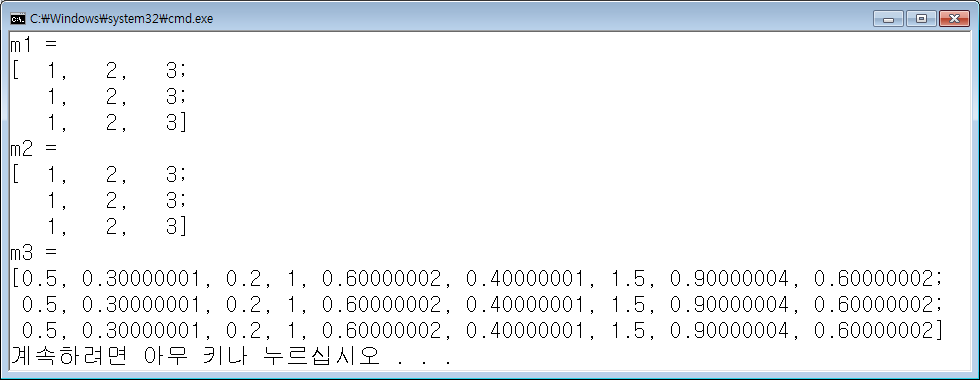 C:₩Windows₩system32₩cmd.exe
m1 =
[  1,   2,   3;
   1,   2,   3;
   1,   2,   3]
m2 =
[  1,   2,   3;
   1,   2,   3;
   1,   2,   3]
m3 =
[0.5, 0.30000001, 0.2, 1, 0.60000002, 0.40000001, 1.5, 0.90000004, 0.60000002;
 0.5, 0.30000001, 0.2, 1, 0.60000002, 0.40000001, 1.5, 0.90000004, 0.60000002;
 0.5, 0.30000001, 0.2, 1, 0.60000002, 0.40000001, 1.5, 0.90000004, 0.60000002]
계속하려면 아무 키나 누르십시오 . . .